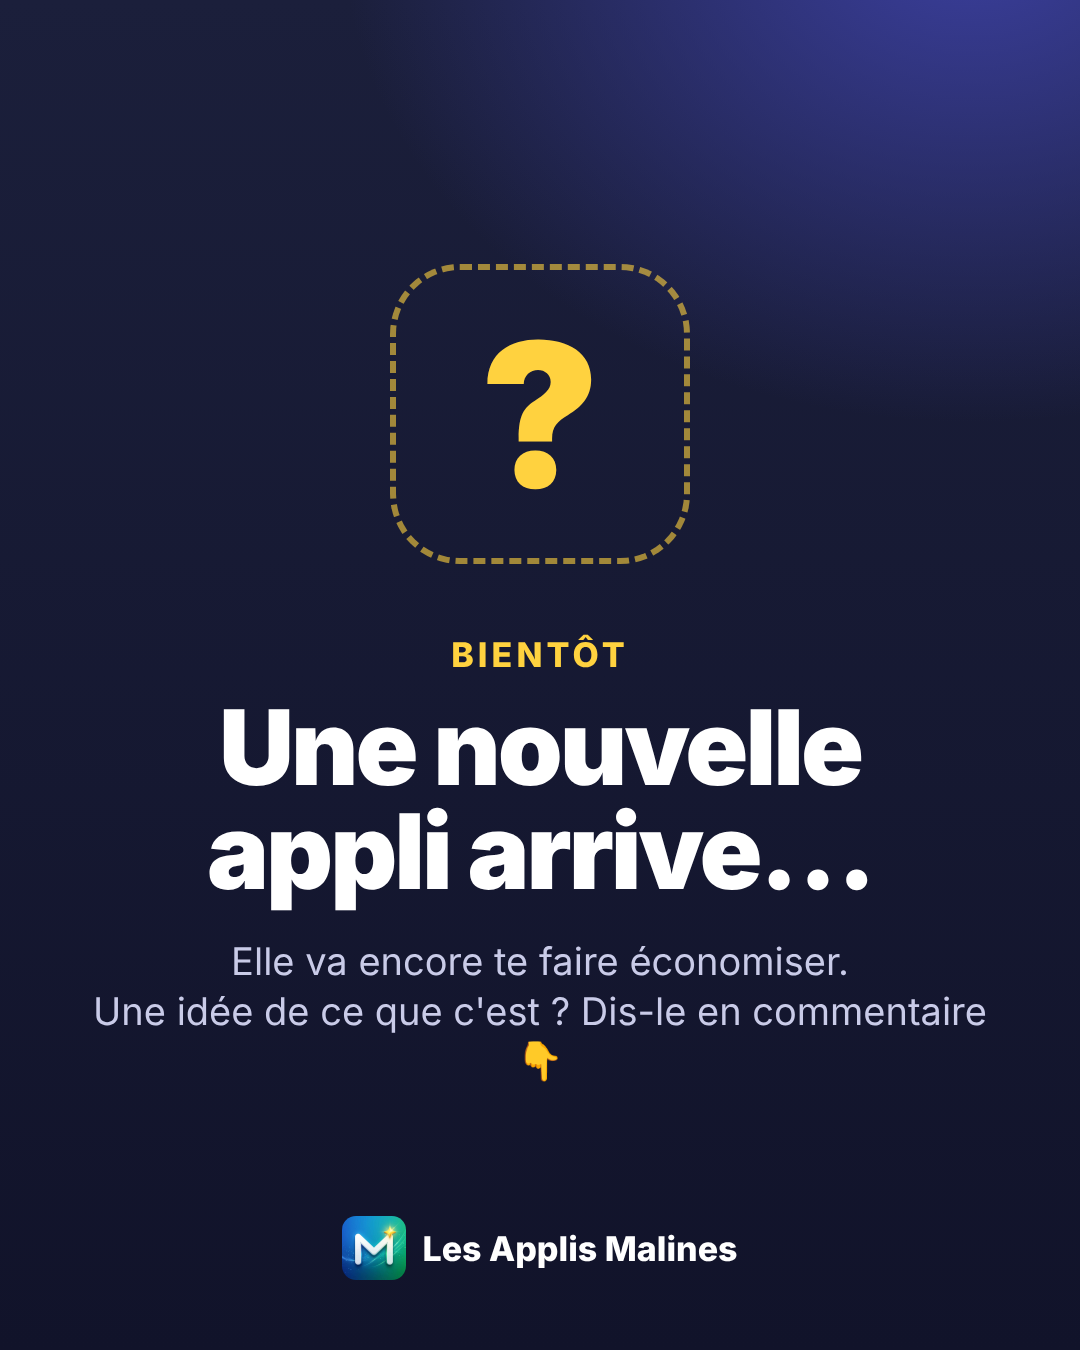 ?
BIENTÔT
Une nouvelle
appli arrive...
Elle va encore te faire économiser.
Une idée de ce que c'est ? Dis-le en commentaire
👇
M
Les Applis Malines